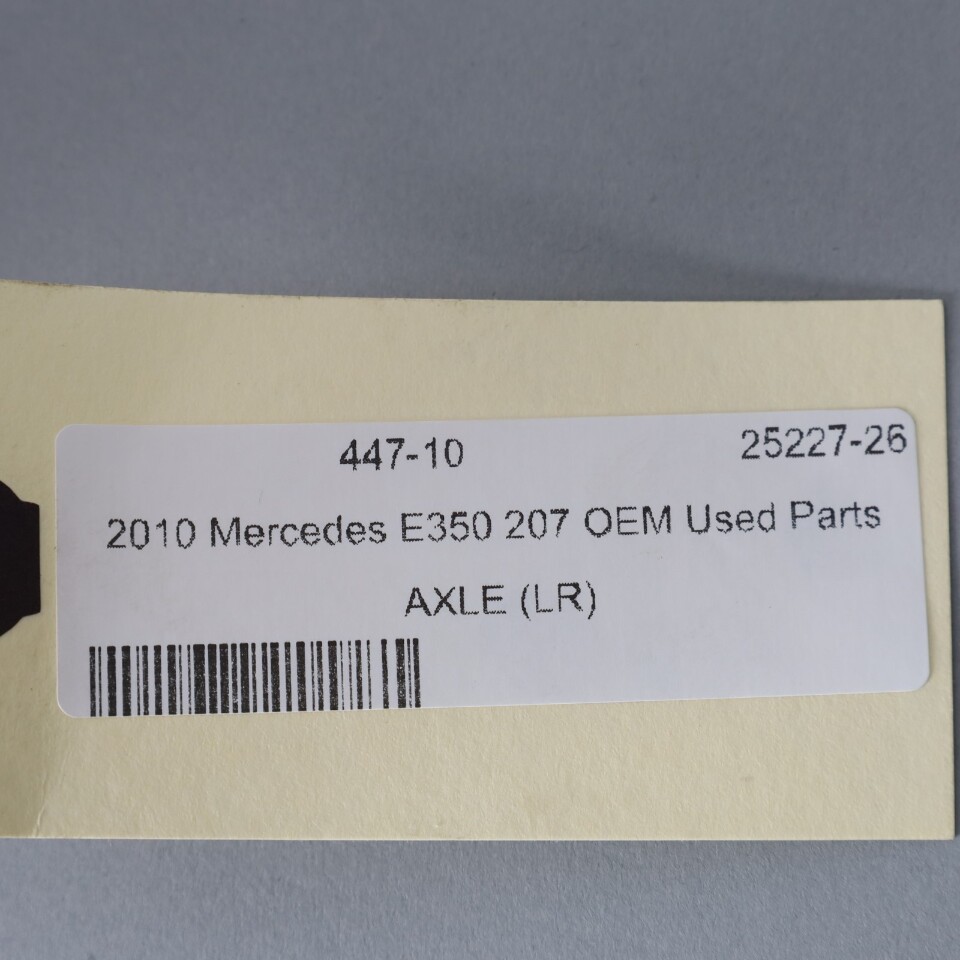 447-10 25227-26
2010 Mercedes E350 207 OEM Used Parts
AXLE (LR)